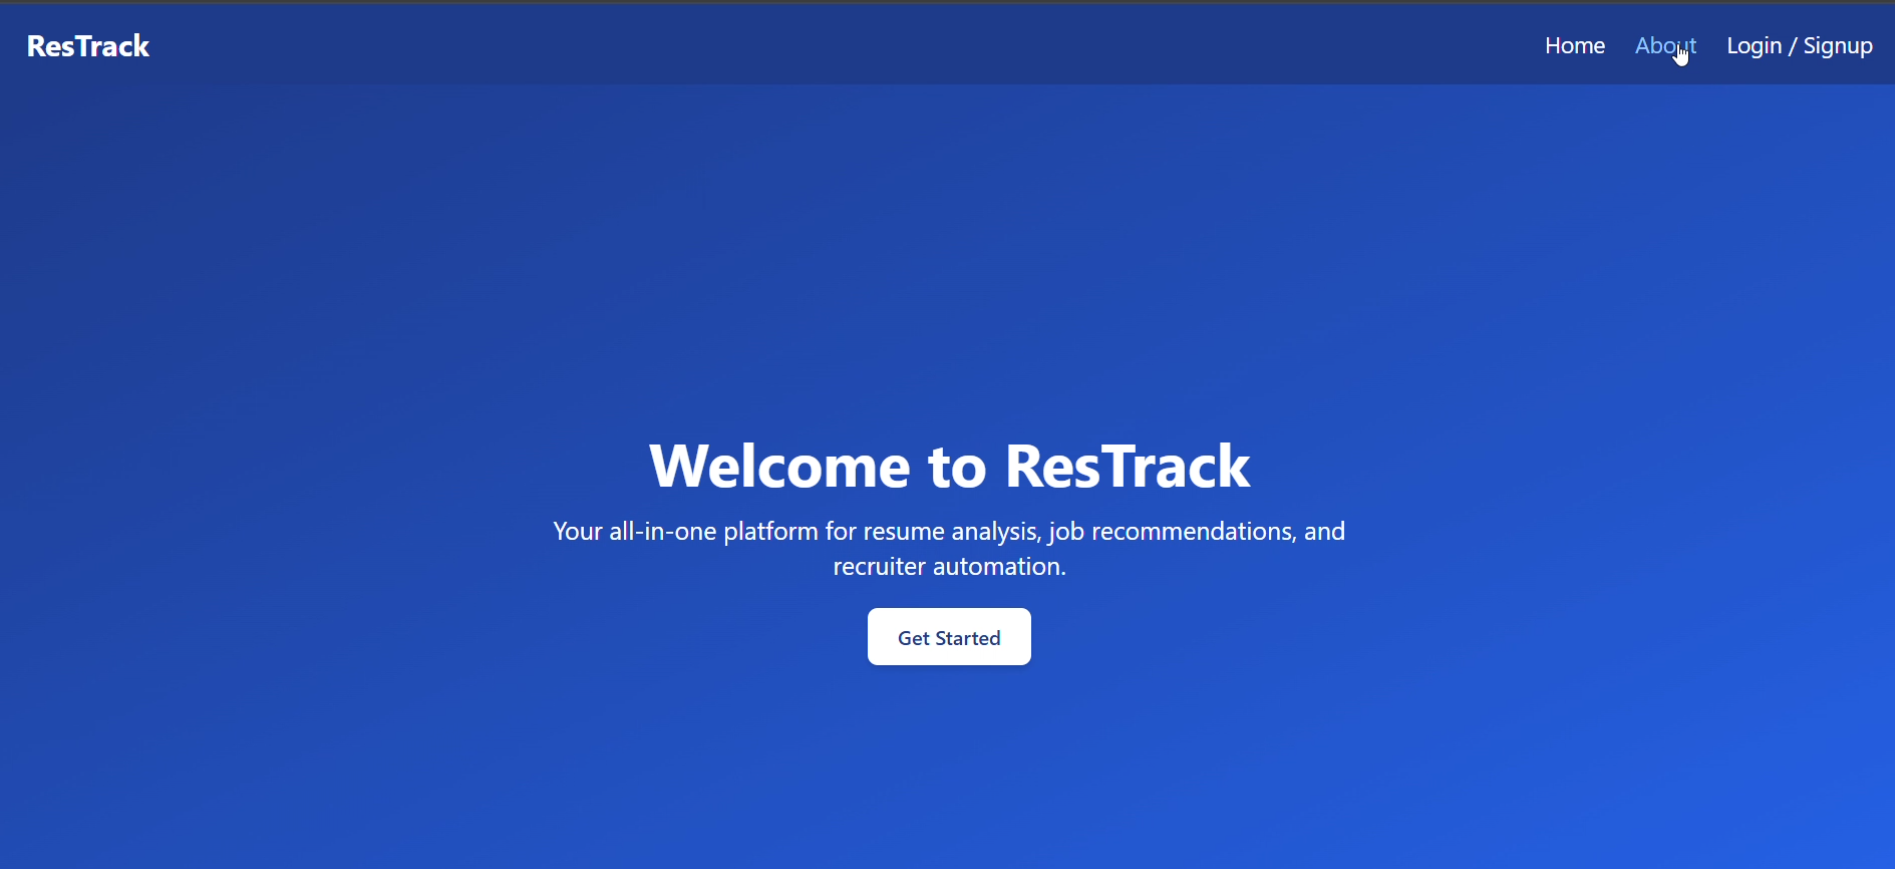 ResTrack
Home About Login / Signup
Welcome to ResTrack
Your all-in-one platform for resume analysis, job recommendations, and
recruiter automation.
Get Started